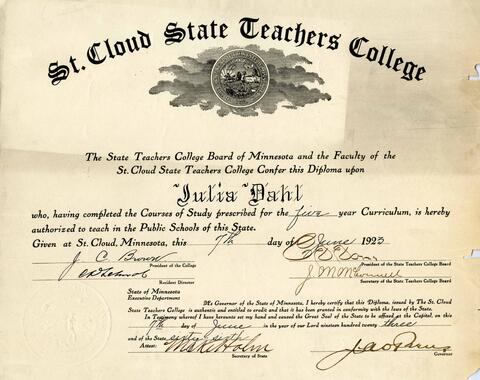 St. Cloud State Teachers College
The State Teachers College Board of Minnesota and the Faculty of the
St. Cloud State Teachers College Confer this Diploma upon
Julia Dahl
who, having completed the Courses of Study prescribed for the five year Curriculum, is hereby
authorized to teach in the Public Schools of this State.
Given at St. Cloud, Minnesota, this 7th day of June 1923
J. C. Brown
President of the College
President of the State Teachers College Board
Resident Director
J. M. McConnell
Secretary of the State Teachers College Board
State of Minnesota
Executive Department
As Governor of the State of Minnesota, I hereby certify that this Diploma, issued by The St. Cloud
State Teachers College is authentic and entitled to credit and that it has been granted in conformity with the laws of the State.
In Testimony whereof I have hereunto set my hand and caused the Great Seal of the State to be affixed at the Capitol, on this
7th day of June in the year of our Lord nineteen hundred twenty three
and of the State sixty sixth
Attest: Mike Holm
Secretary of State
Governor